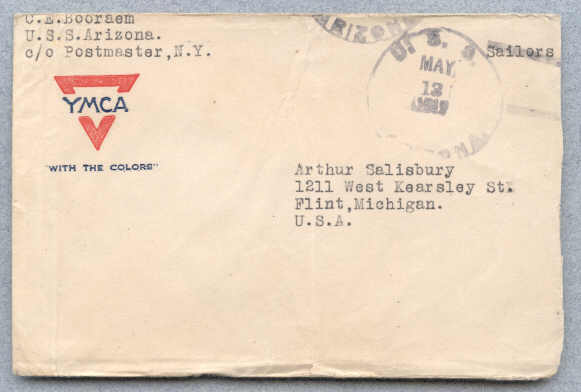 C.E.Booraem
U.S.S.Arizona.
c/o Postmaster,N.Y.
Sailors
ARIZONA
U. S. S.
MAY
13
YMCA
"WITH THE COLORS"
Arthur Salisbury
1211 West Kearsley St.
Flint,Michigan.
U.S.A.